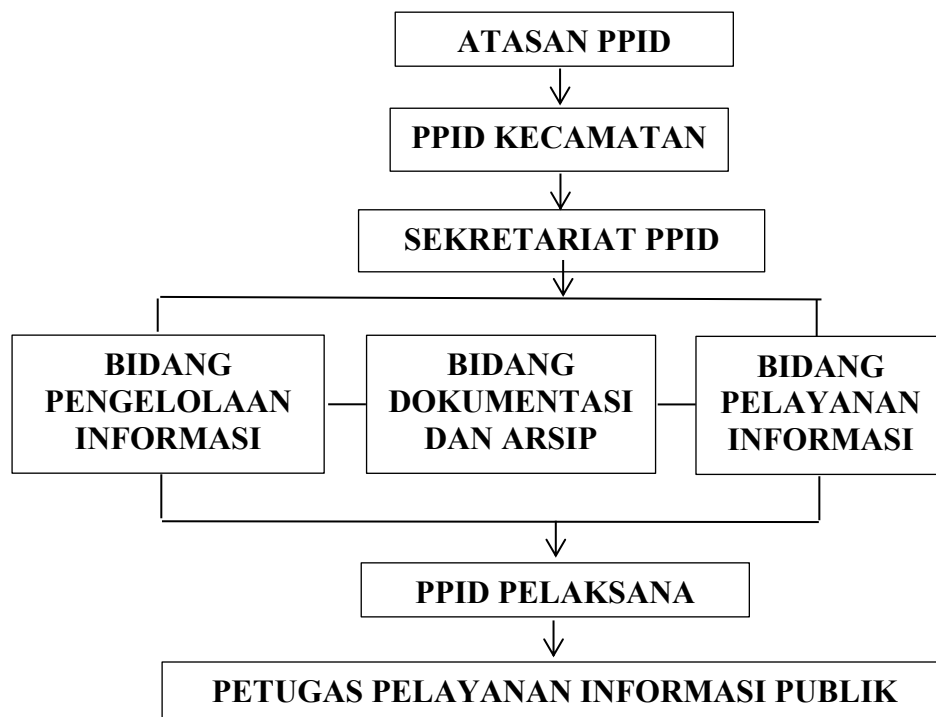 ATASAN PPID
PPID KECAMATAN
SEKRETARIAT PPID
BIDANG
PENGELOLAAN
INFORMASI
BIDANG
DOKUMENTASI
DAN ARSIP
BIDANG
PELAYANAN
INFORMASI
PPID PELAKSANA
PETUGAS PELAYANAN INFORMASI PUBLIK